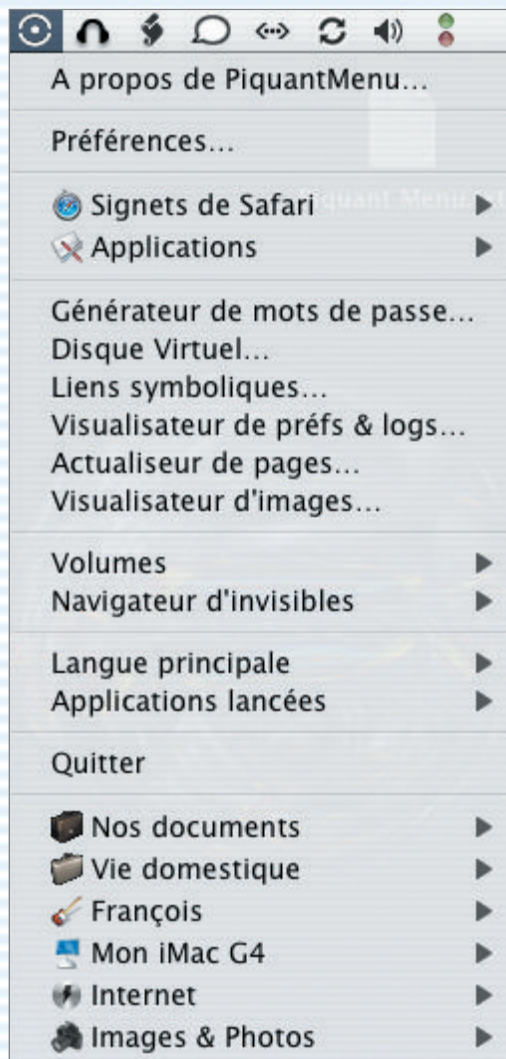 A propos de PiquantMenu...
Préférences...
Piquant Menu
Signets de Safari
Applications
Générateur de mots de passe...
Disque Virtuel...
Liens symboliques...
Visualisateur de préfs & logs...
Actualiseur de pages...
Visualisateur d'images...
Volumes
Navigateur d'invisibles
Langue principale
Applications lancées
Quitter
Nos documents
Vie domestique
François
Mon iMac G4
Internet
Images & Photos